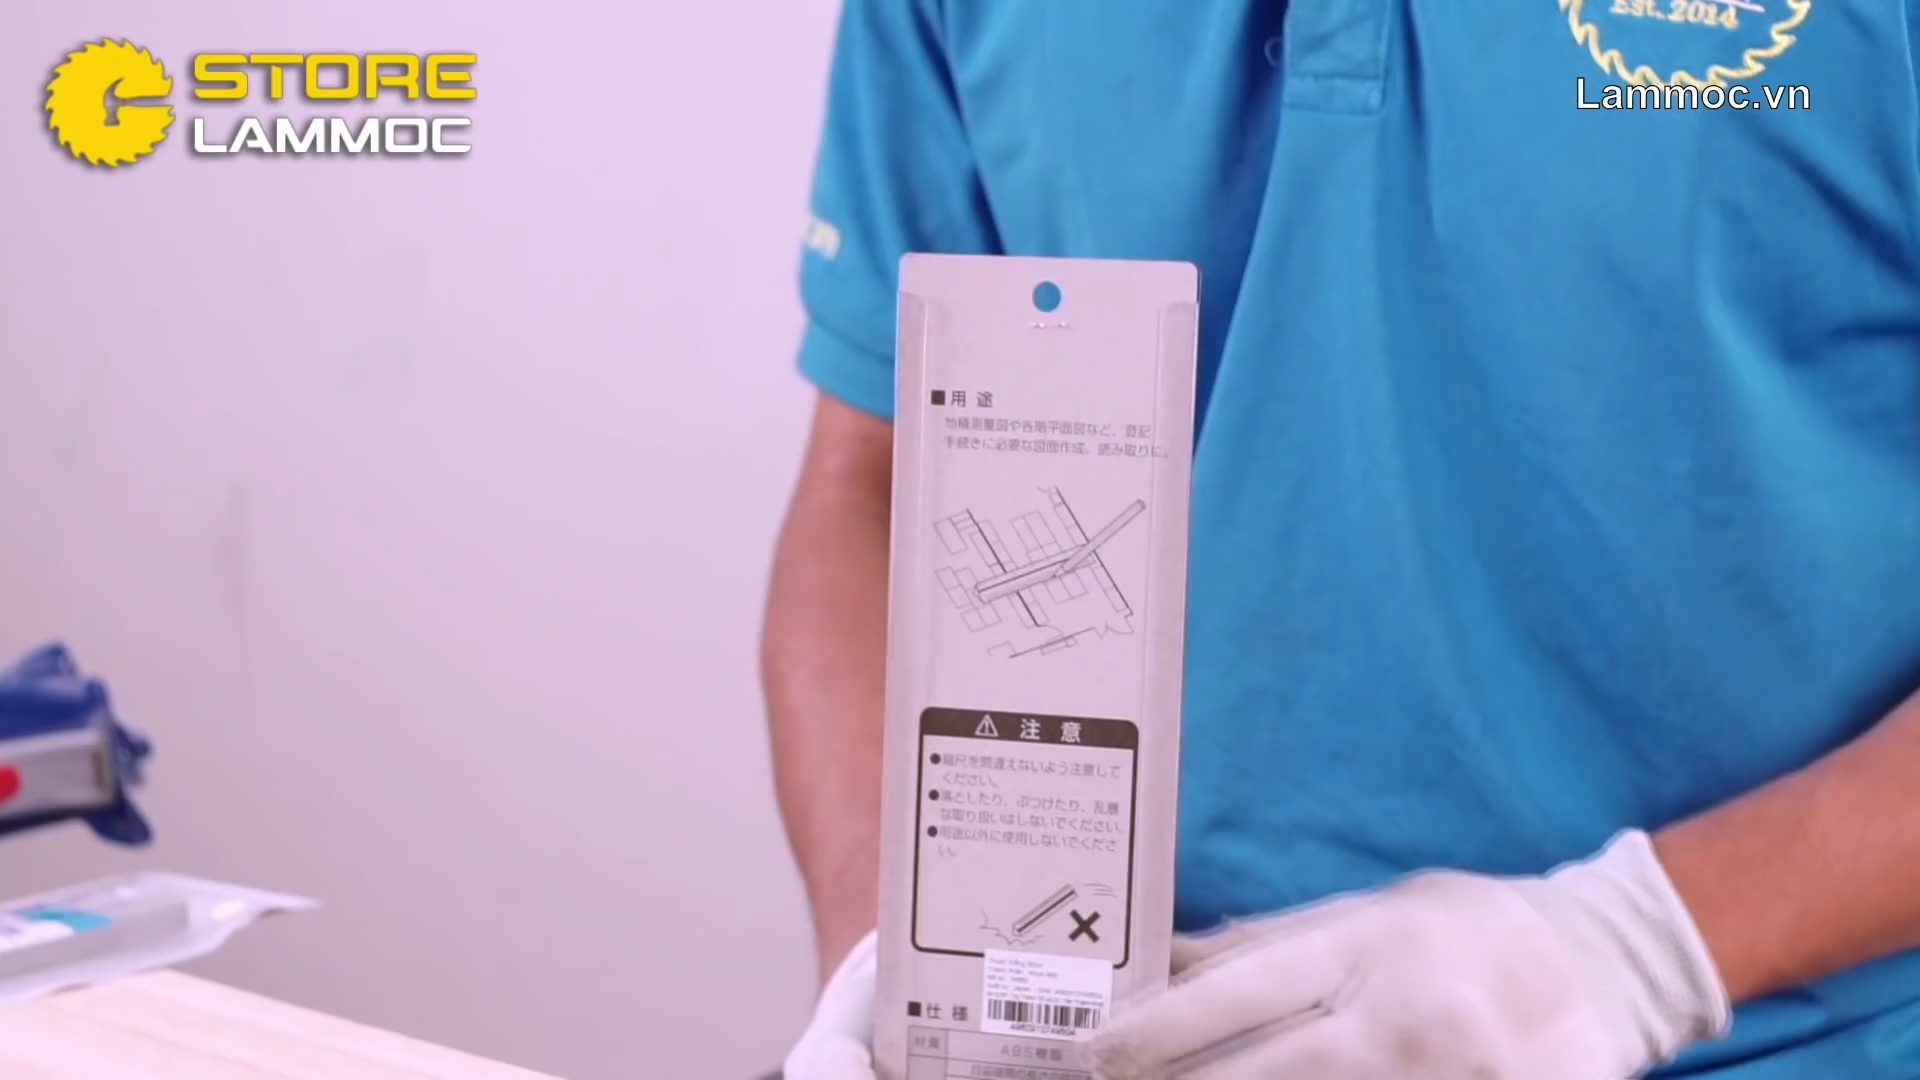 STORE
LAMMOC
Est. 2014
Lammoc.vn
■用 途
地積測量図や各階平面図など、登記
手続きに必要な図面作成、読み取りに。
⚠ 注 意
●縮尺を間違えないよう注意して
ください。
●落としたり、ぶつけたり、乱暴
な取り扱いはしないでください。
●用途以外に使用しないでくださ
い。
■仕 様
材質 ABS樹脂